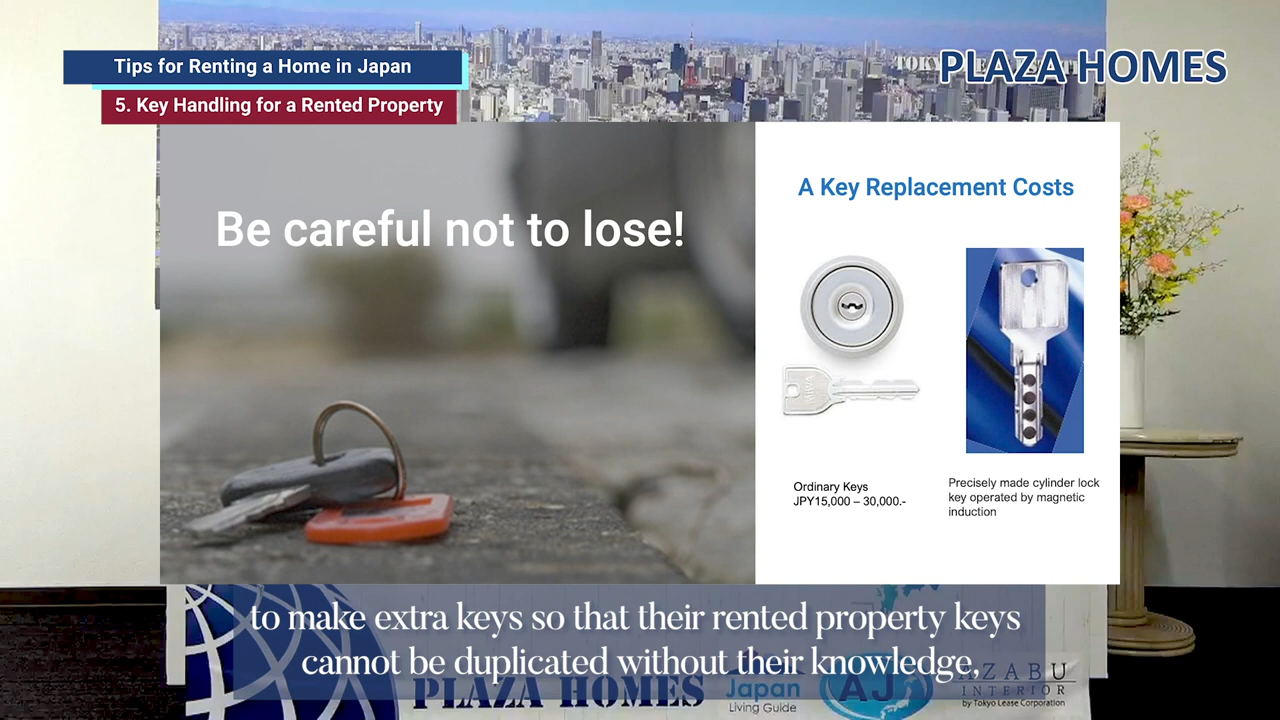 Tips for Renting a Home in Japan
5. Key Handling for a Rented Property
PLAZA HOMES
Be careful not to lose!
A Key Replacement Costs
MIWA
Ordinary Keys
JPY15,000 – 30,000.-
Precisely made cylinder lock
key operated by magnetic
induction
to make extra keys so that their rented property keys
cannot be duplicated without their knowledge,
PLAZA HOMES
Japan
Living Guide
AJ
AZABU
INTERIOR
by Tokyo Lease Corporation